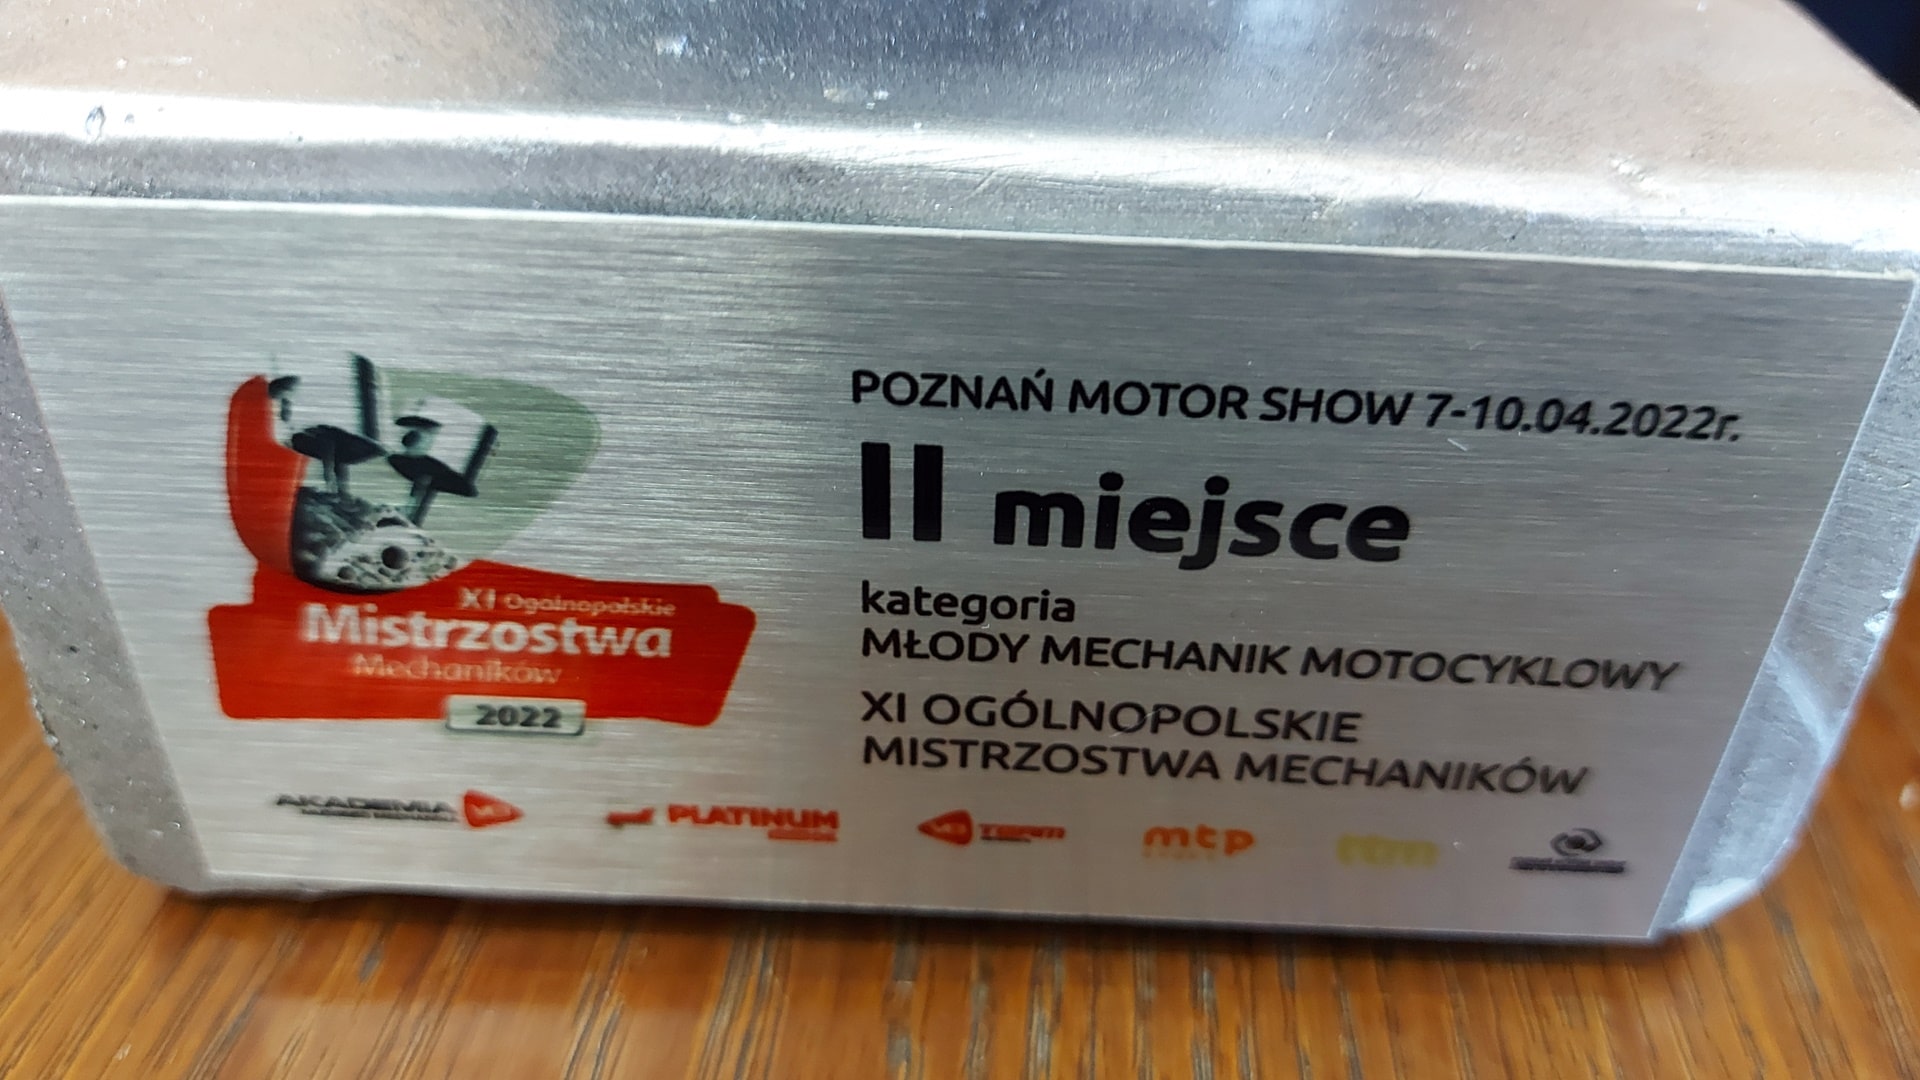 POZNAŃ MOTOR SHOW 7-10.04.2022r.
II miejsce
kategoria
MŁODY MECHANIK MOTOCYKLOWY
XI OGÓLNOPOLSKIE
MISTRZOSTWA MECHANIKÓW
XI Ogólnopolskie
Mistrzostwa
Mechaników
2022
AKADEMIA
PLATINUM
TEAM
mtp